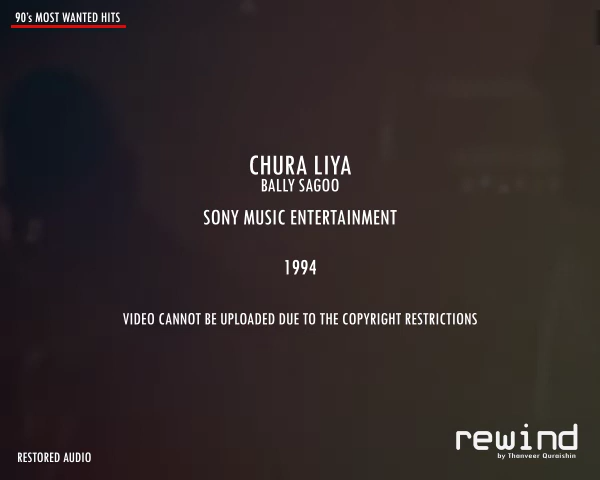 90's MOST WANTED HITS
CHURA LIYA
BALLY SAGOO
SONY MUSIC ENTERTAINMENT
1994
VIDEO CANNOT BE UPLOADED DUE TO THE COPYRIGHT RESTRICTIONS
rewind
by Thanveer Quraishin
RESTORED AUDIO